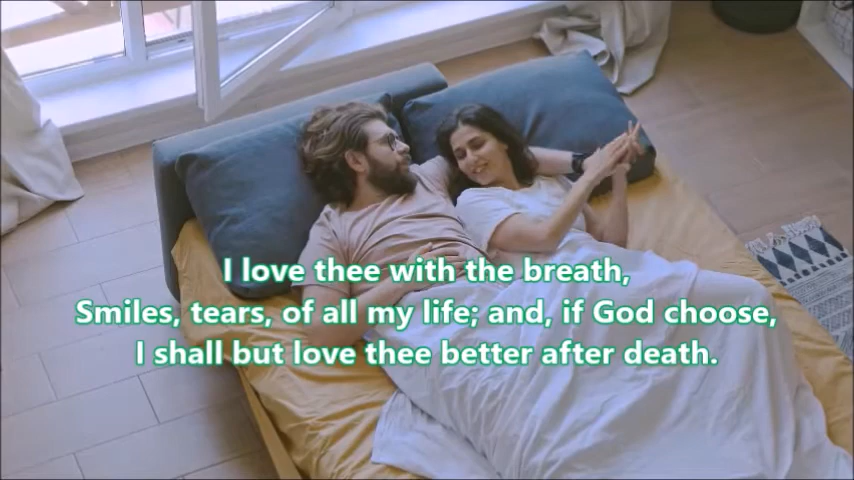 I love thee with the breath,
Smiles, tears, of all my life; and, if God choose,
I shall but love thee better after death.